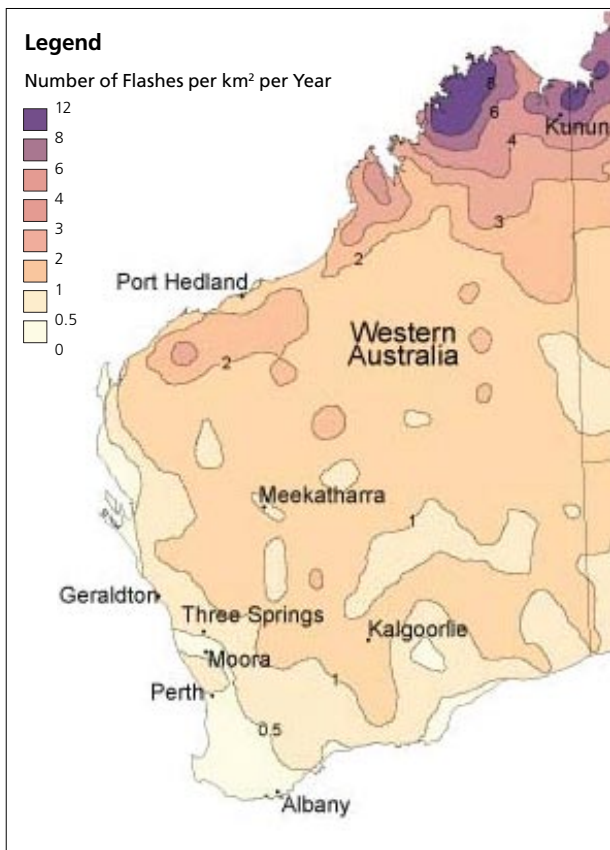 Legend
Number of Flashes per km² per Year
12
8
6
4
3
2
1
0.5
0
8
6
4
Kunun
3
2
Port Hedland
2
Western
Australia
Meekatharra
1
Geraldton
Three Springs
Kalgoorlie
Moora
1
Perth
0.5
Albany